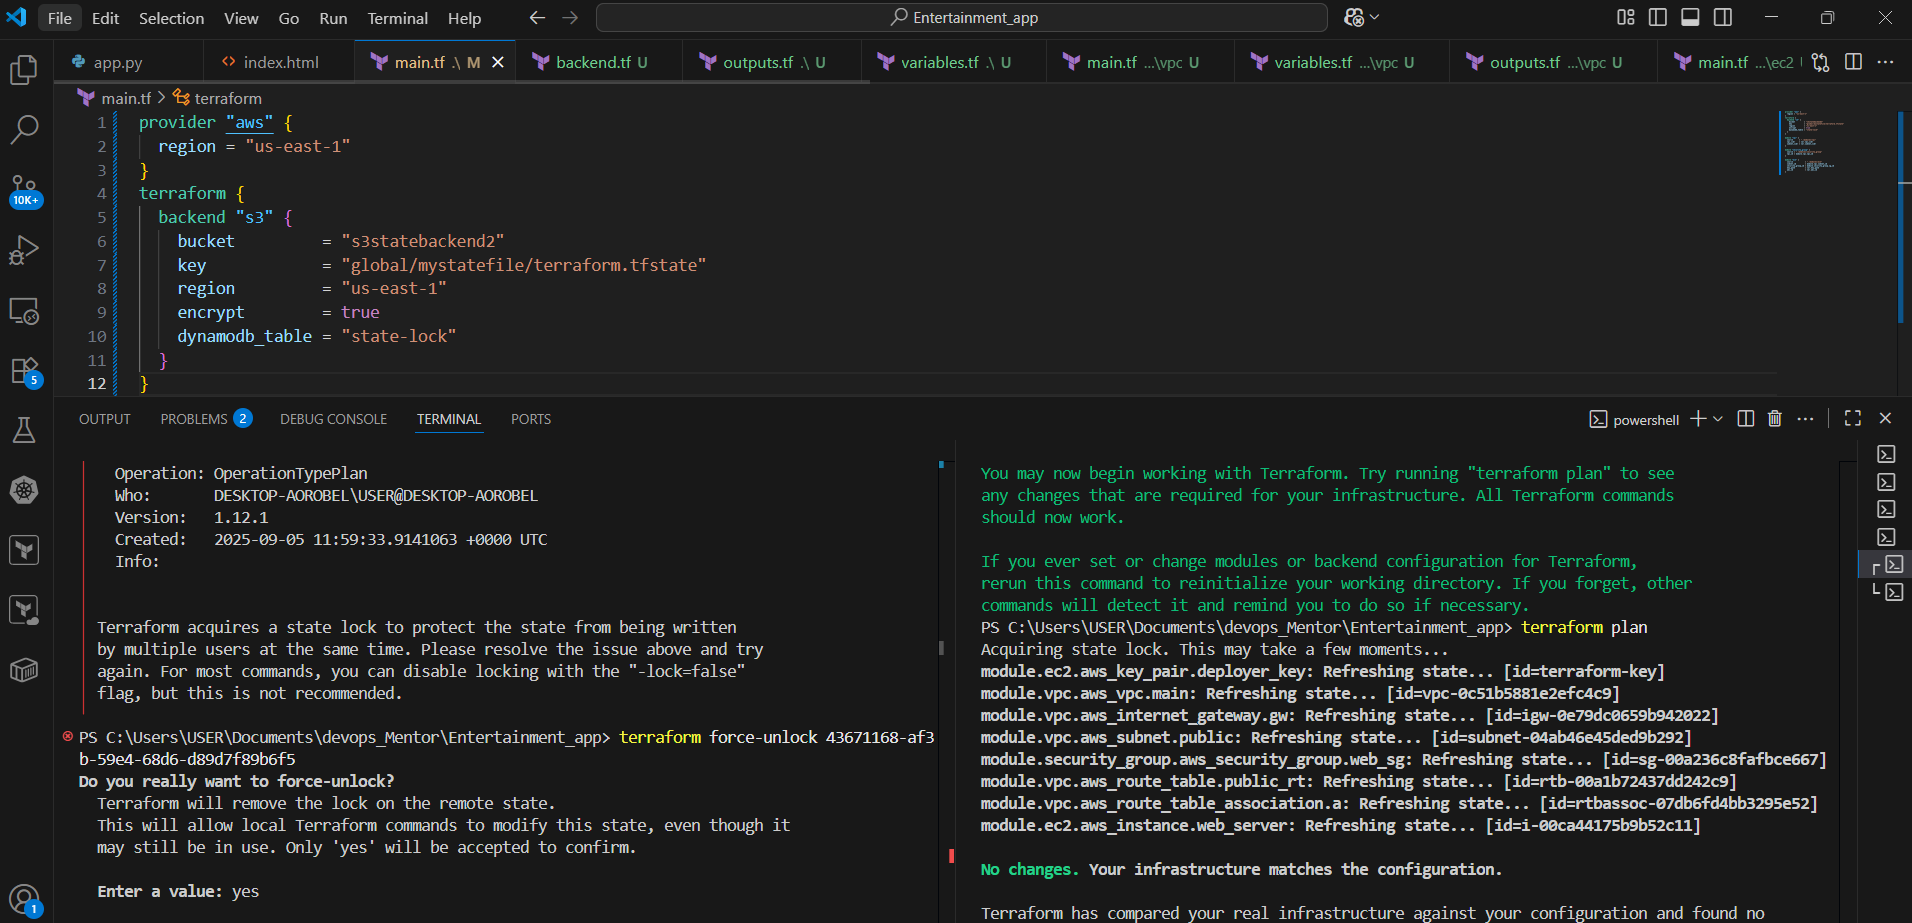 File Edit Selection View Go Run Terminal Help
Entertainment_app
app.py
index.html
main.tf .\ M
backend.tf U
outputs.tf .\ U
variables.tf .\ U
main.tf ...\vpc U
variables.tf ...\vpc U
outputs.tf ...\vpc U
main.tf ...\ec2
main.tf > terraform
1 provider "aws" {
2 region = "us-east-1"
3 }
4 terraform {
5 backend "s3" {
6 bucket = "s3statebackend2"
7 key = "global/mystatefile/terraform.tfstate"
8 region = "us-east-1"
9 encrypt = true
10 dynamodb_table = "state-lock"
11 }
12 }
10K+
5
1
OUTPUT PROBLEMS 2 DEBUG CONSOLE TERMINAL PORTS
powershell
Operation: OperationTypePlan
Who: DESKTOP-AOROBEL\USER@DESKTOP-AOROBEL
Version: 1.12.1
Created: 2025-09-05 11:59:33.9141063 +0000 UTC
Info:
Terraform acquires a state lock to protect the state from being written
by multiple users at the same time. Please resolve the issue above and try
again. For most commands, you can disable locking with the "-lock=false"
flag, but this is not recommended.
PS C:\Users\USER\Documents\devops_Mentor\Entertainment_app> terraform force-unlock 43671168-af3
b-59e4-68d6-d89d7f89b6f5
Do you really want to force-unlock?
Terraform will remove the lock on the remote state.
This will allow local Terraform commands to modify this state, even though it
may still be in use. Only 'yes' will be accepted to confirm.
Enter a value: yes
You may now begin working with Terraform. Try running "terraform plan" to see
any changes that are required for your infrastructure. All Terraform commands
should now work.
If you ever set or change modules or backend configuration for Terraform,
rerun this command to reinitialize your working directory. If you forget, other
commands will detect it and remind you to do so if necessary.
PS C:\Users\USER\Documents\devops_Mentor\Entertainment_app> terraform plan
Acquiring state lock. This may take a few moments...
module.ec2.aws_key_pair.deployer_key: Refreshing state... [id=terraform-key]
module.vpc.aws_vpc.main: Refreshing state... [id=vpc-0c51b5881e2efc4c9]
module.vpc.aws_internet_gateway.gw: Refreshing state... [id=igw-0e79dc0659b942022]
module.vpc.aws_subnet.public: Refreshing state... [id=subnet-04ab46e45ded9b292]
module.security_group.aws_security_group.web_sg: Refreshing state... [id=sg-00a236c8fafbce667]
module.vpc.aws_route_table.public_rt: Refreshing state... [id=rtb-00a1b72437dd242c9]
module.vpc.aws_route_table_association.a: Refreshing state... [id=rtbassoc-07db6fd4bb3295e52]
module.ec2.aws_instance.web_server: Refreshing state... [id=i-00ca44175b9b52c11]
No changes. Your infrastructure matches the configuration.
Terraform has compared your real infrastructure against your configuration and found no